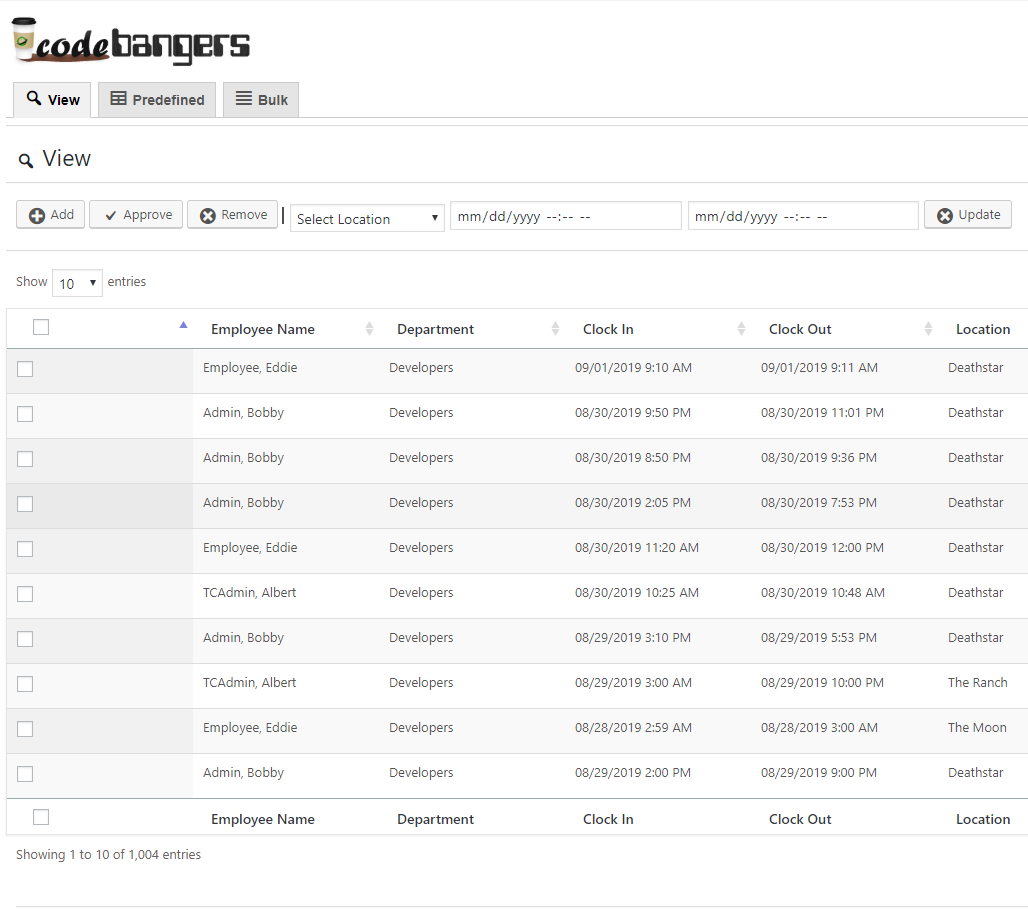 codebangers
View Predefined Bulk
View
Add Approve Remove | Select Location mm/dd/yyyy --:-- -- mm/dd/yyyy --:-- -- Update
Show 10 entries
Employee Name Department Clock In Clock Out Location
Employee, Eddie Developers 09/01/2019 9:10 AM 09/01/2019 9:11 AM Deathstar
Admin, Bobby Developers 08/30/2019 9:50 PM 08/30/2019 11:01 PM Deathstar
Admin, Bobby Developers 08/30/2019 8:50 PM 08/30/2019 9:36 PM Deathstar
Admin, Bobby Developers 08/30/2019 2:05 PM 08/30/2019 7:53 PM Deathstar
Employee, Eddie Developers 08/30/2019 11:20 AM 08/30/2019 12:00 PM Deathstar
TCAdmin, Albert Developers 08/30/2019 10:25 AM 08/30/2019 10:48 AM Deathstar
Admin, Bobby Developers 08/29/2019 3:10 PM 08/29/2019 5:53 PM Deathstar
TCAdmin, Albert Developers 08/29/2019 3:00 AM 08/29/2019 10:00 PM The Ranch
Employee, Eddie Developers 08/28/2019 2:59 AM 08/28/2019 3:00 AM The Moon
Admin, Bobby Developers 08/29/2019 2:00 PM 08/29/2019 9:00 PM Deathstar
Employee Name Department Clock In Clock Out Location
Showing 1 to 10 of 1,004 entries